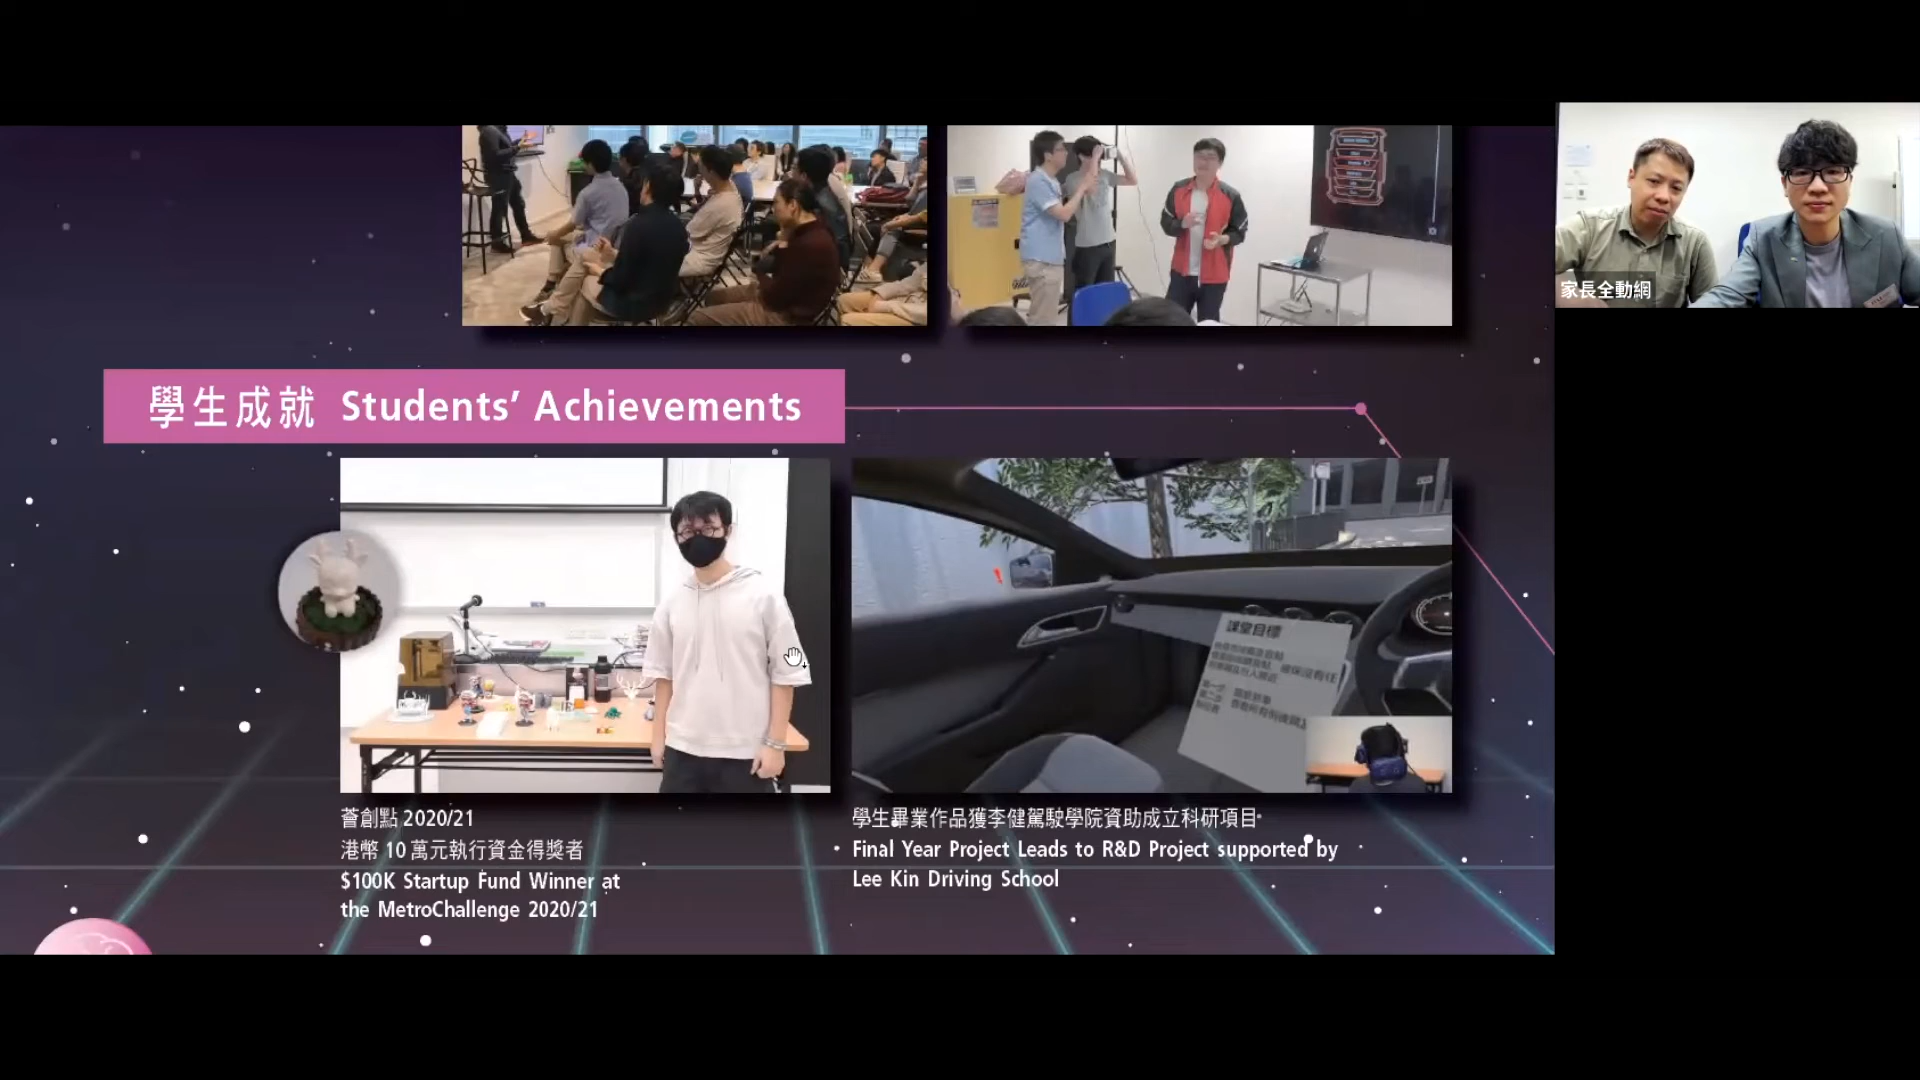 家長全動網
學生成就 Students' Achievements
課堂目標
薈創點 2020/21
港幣 10 萬元執行資金得獎者
$100K Startup Fund Winner at
the MetroChallenge 2020/21
學生畢業作品獲李健駕駛學院資助成立科研項目
Final Year Project Leads to R&D Project supported by
Lee Kin Driving School